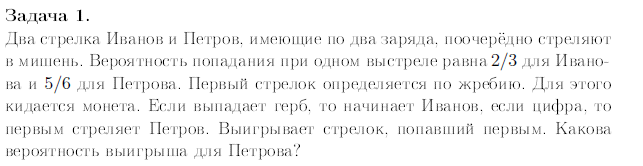 Задача 1.
Два стрелка Иванов и Петров, имеющие по два заряда, поочерёдно стреляют
в мишень. Вероятность попадания при одном выстреле равна 2/3 для Ивано-
ва и 5/6 для Петрова. Первый стрелок определяется по жребию. Для этого
кидается монета. Если выпадает герб, то начинает Иванов, если цифра, то
первым стреляет Петров. Выигрывает стрелок, попавший первым. Какова
вероятность выигрыша для Петрова?